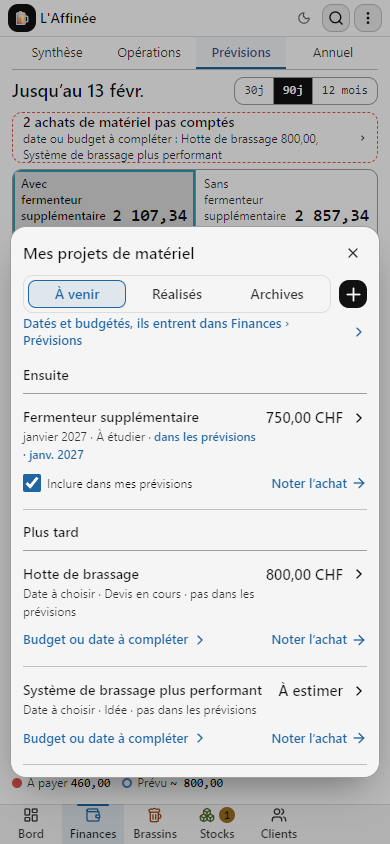 L'Affinée
Synthèse Opérations Prévisions Annuel
Jusqu'au 13 févr. 30j 90j 12 mois
2 achats de matériel pas comptés
date ou budget à compléter : Hotte de brassage 800,00, ›
Système de brassage plus performant
Avec Sans
fermenteur fermenteur
supplémentaire 2 107,34 supplémentaire 2 857,34
Mes projets de matériel
À venir Réalisés Archives
Datés et budgétés, ils entrent dans Finances ›
Prévisions
Ensuite
Fermenteur supplémentaire 750,00 CHF
janvier 2027 · À étudier · dans les prévisions
· janv. 2027
Inclure dans mes prévisions Noter l'achat
Plus tard
Hotte de brassage 800,00 CHF
Date à choisir · Devis en cours · pas dans les
prévisions
Budget ou date à compléter Noter l'achat
Système de brassage plus performant À estimer
Date à choisir · Idée · pas dans les prévisions
Budget ou date à compléter Noter l'achat
À payer 460,00 Prévu ~ 800,00
1
Bord Finances Brassins Stocks Clients